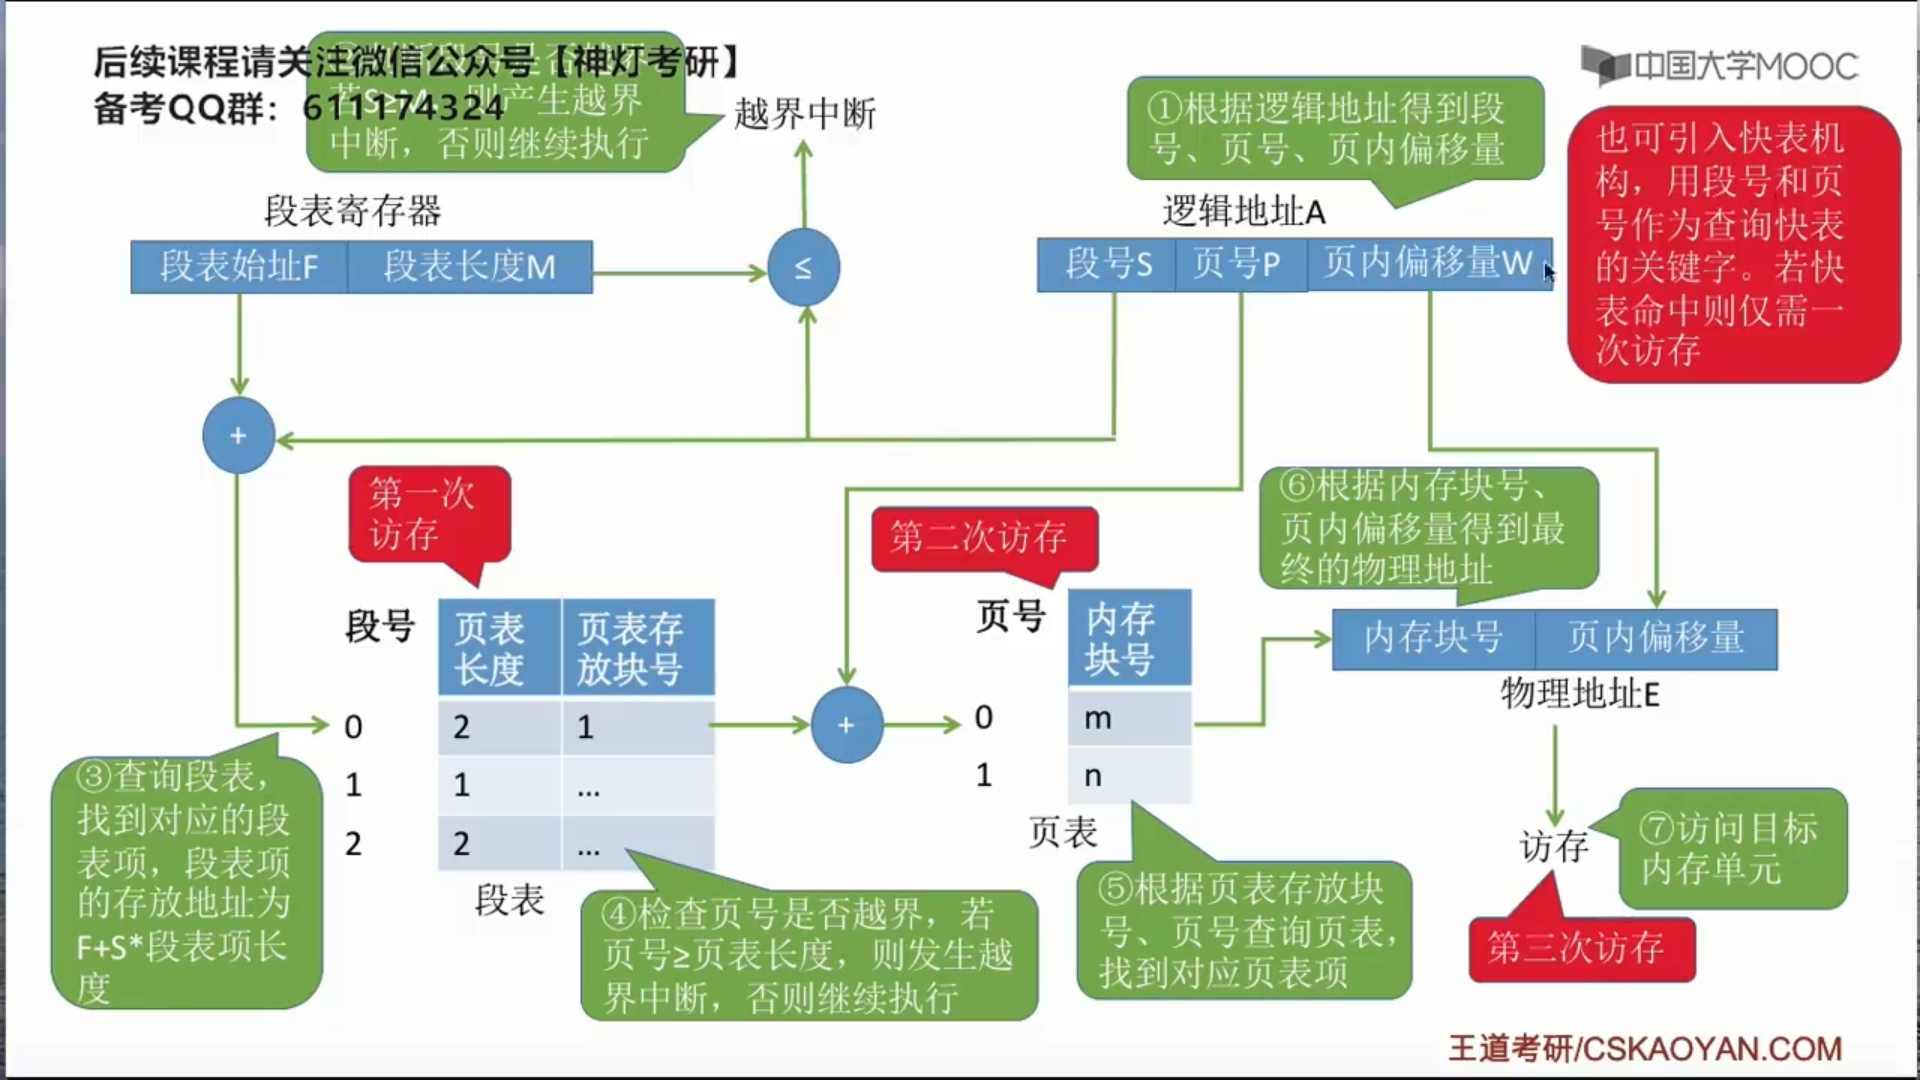 后续课程请关注微信公众号【神灯考研】
备考QQ群：611174324
中断，否则继续执行
越界中断
①根据逻辑地址得到段
号、页号、页内偏移量
中国大学MOOC
也可引入快表机
构，用段号和页
号作为查询快表
的关键字。若快
表命中则仅需一
次访存
段表寄存器
段表始址F 段表长度M
≤
逻辑地址A
段号S 页号P 页内偏移量W
+
第一次
访存
第二次访存
⑥根据内存块号、
页内偏移量得到最
终的物理地址
段号 页表长度 页表存放块号
0 2 1
1 1 ...
2 2 ...
段表
+
页号 内存块号
0 m
1 n
页表
内存块号 页内偏移量
物理地址E
访存
③查询段表，
找到对应的段
表项，段表项
的存放地址为
F+S*段表项长
度
④检查页号是否越界，若
页号≥页表长度，则发生越
界中断，否则继续执行
⑤根据页表存放块
号、页号查询页表，
找到对应页表项
⑦访问目标
内存单元
第三次访存
王道考研/CSKAOYAN.COM